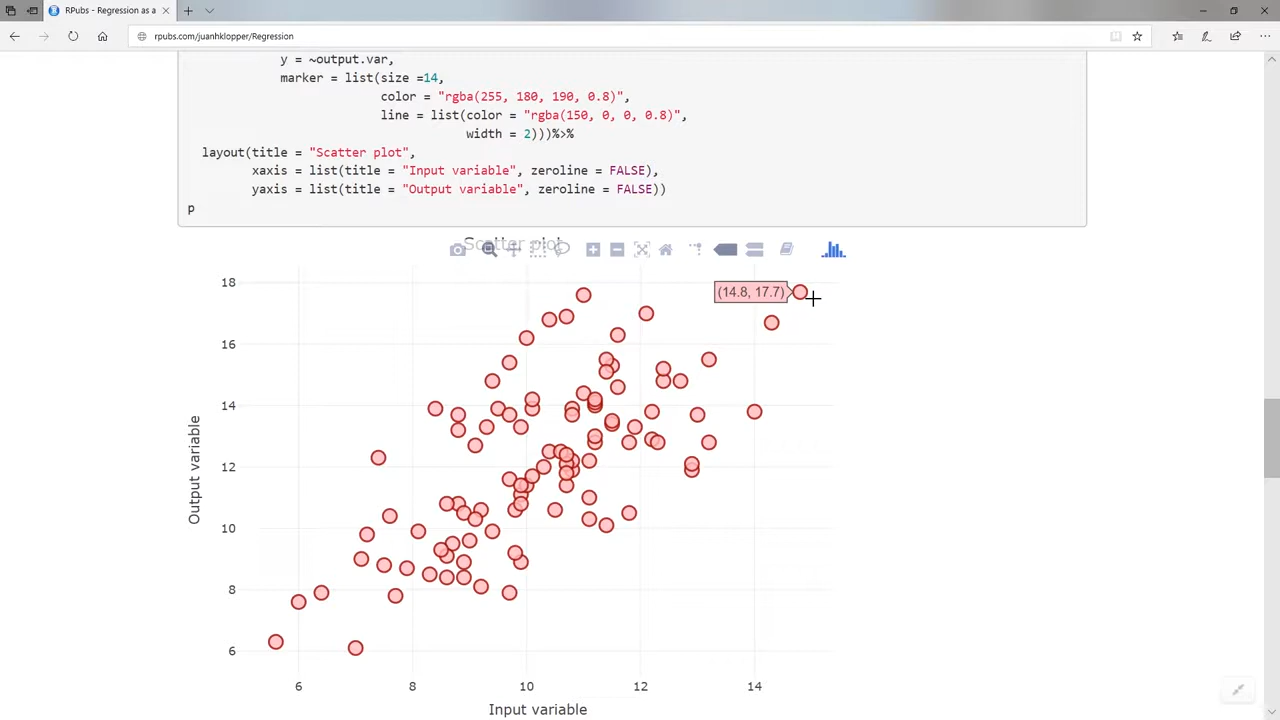 RPubs - Regression as a
rpubs.com/juanhklopper/Regression
y = ~output.var,
marker = list(size =14,
color = "rgba(255, 180, 190, 0.8)",
line = list(color = "rgba(150, 0, 0, 0.8)",
width = 2)))%>%
layout(title = "Scatter plot",
xaxis = list(title = "Input variable", zeroline = FALSE),
yaxis = list(title = "Output variable", zeroline = FALSE))
p
Scatter plot
(14.8, 17.7)
18
16
14
12
10
8
6
Output variable
6 8 10 12 14
Input variable